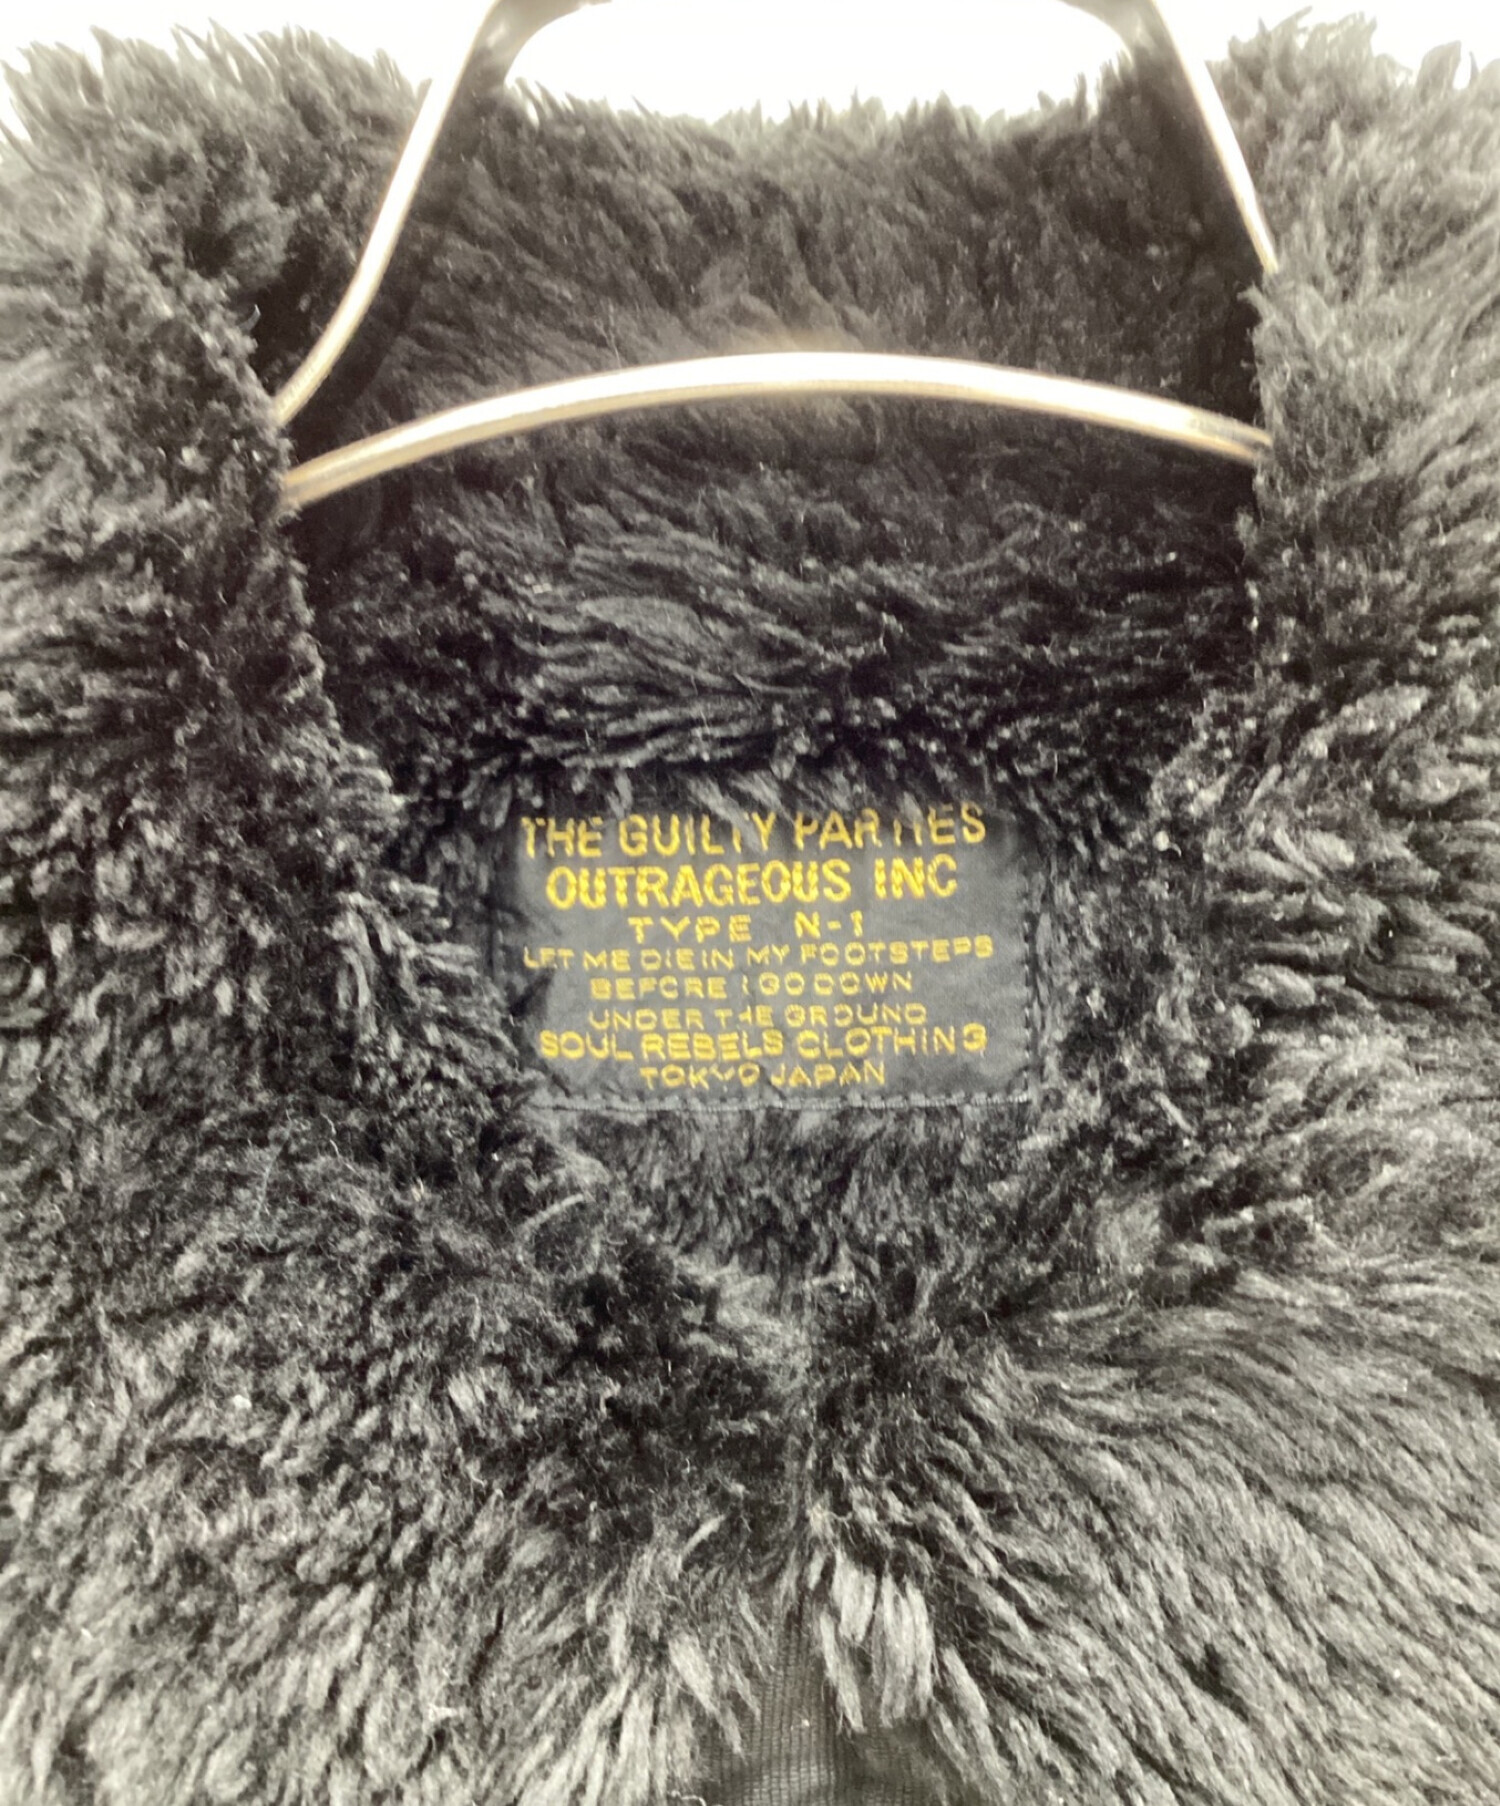 THE GUILTY PARTIES
OUTRAGEOUS INC
TYPE N-1
LET ME DIE IN MY FOOTSTEPS
BEFORE I GO DOWN
UNDER THE GROUND
SOUL REBELS CLOTHING
TOKYO JAPAN